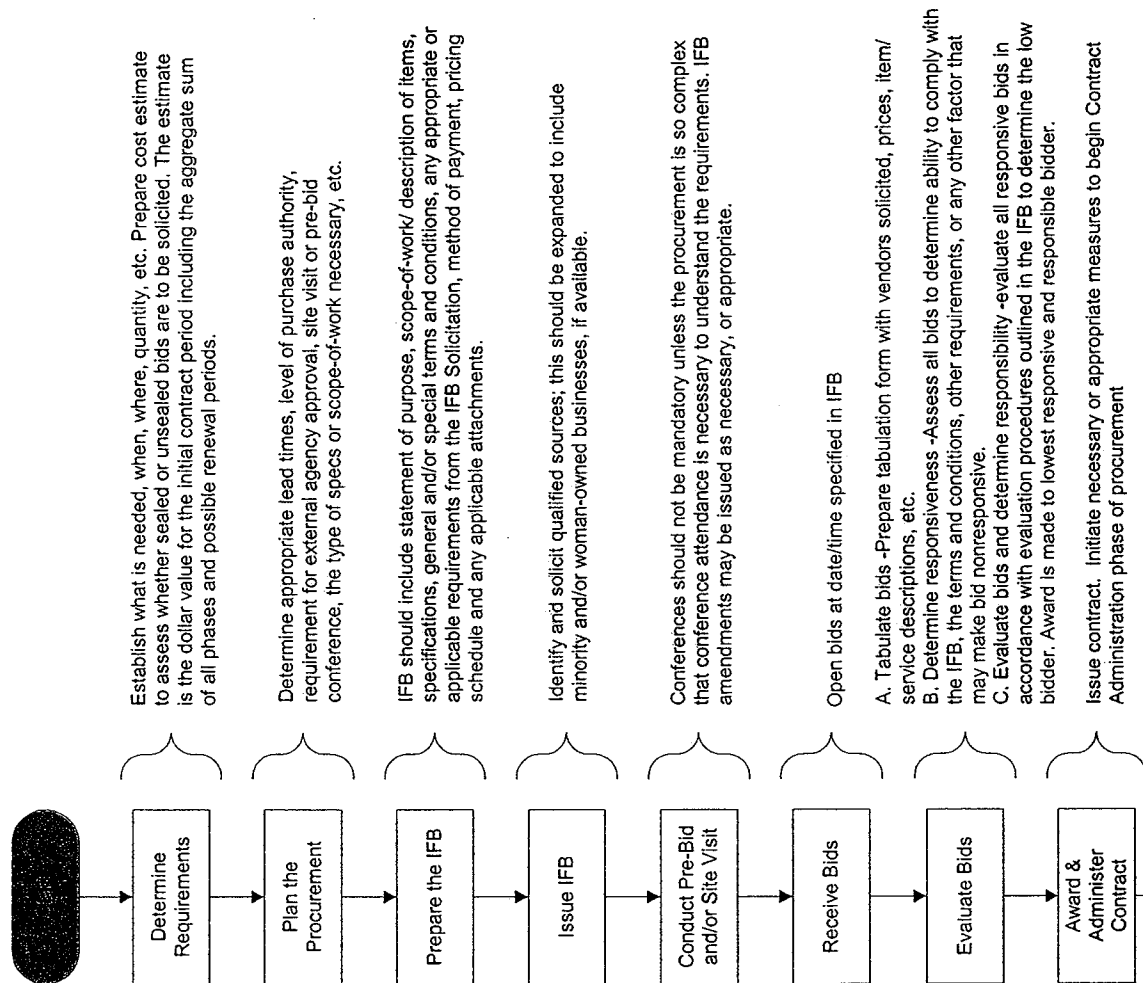 Determine
Requirements
Establish what is needed, when, where, quantity, etc. Prepare cost estimate
to assess whether sealed or unsealed bids are to be solicited. The estimate
is the dollar value for the initial contract period including the aggregate sum
of all phases and possible renewal periods.
Plan the
Procurement
Determine appropriate lead times, level of purchase authority,
requirement for external agency approval, site visit or pre-bid
conference, the type of specs or scope-of-work necessary, etc.
Prepare the IFB
IFB should include statement of purpose, scope-of-work/ description of items,
specifications, general and/or special terms and conditions, any appropriate or
applicable requirements from the IFB Solicitation, method of payment, pricing
schedule and any applicable attachments.
Issue IFB
Identify and solicit qualified sources; this should be expanded to include
minority and/or woman-owned businesses, if available.
Conduct Pre-Bid
and/or Site Visit
Conferences should not be mandatory unless the procurement is so complex
that conference attendance is necessary to understand the requirements. IFB
amendments may be issued as necessary, or appropriate.
Receive Bids
Open bids at date/time specified in IFB
Evaluate Bids
A. Tabulate bids -Prepare tabulation form with vendors solicited, prices, item/
service descriptions, etc.
B. Determine responsiveness -Assess all bids to determine ability to comply with
the IFB, the terms and conditions, other requirements, or any other factor that
may make bid nonresponsive.
C. Evaluate bids and determine responsibility -evaluate all responsive bids in
accordance with evaluation procedures outlined in the IFB to determine the low
bidder. Award is made to lowest responsive and responsible bidder.
Award &
Administer
Contract
Issue contract. Initiate necessary or appropriate measures to begin Contract
Administration phase of procurement